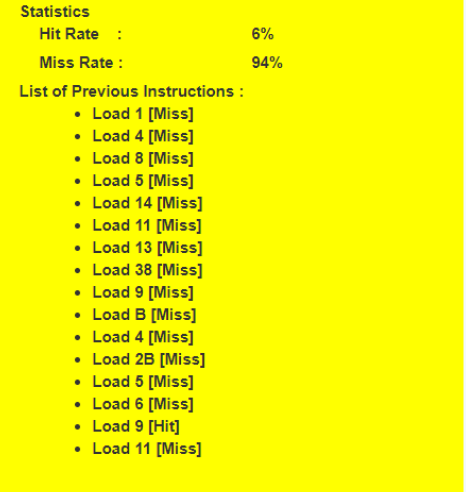 Statistics
Hit Rate : 6%
Miss Rate : 94%
List of Previous Instructions :
• Load 1 [Miss]
• Load 4 [Miss]
• Load 8 [Miss]
• Load 5 [Miss]
• Load 14 [Miss]
• Load 11 [Miss]
• Load 13 [Miss]
• Load 38 [Miss]
• Load 9 [Miss]
• Load B [Miss]
• Load 4 [Miss]
• Load 2B [Miss]
• Load 5 [Miss]
• Load 6 [Miss]
• Load 9 [Hit]
• Load 11 [Miss]